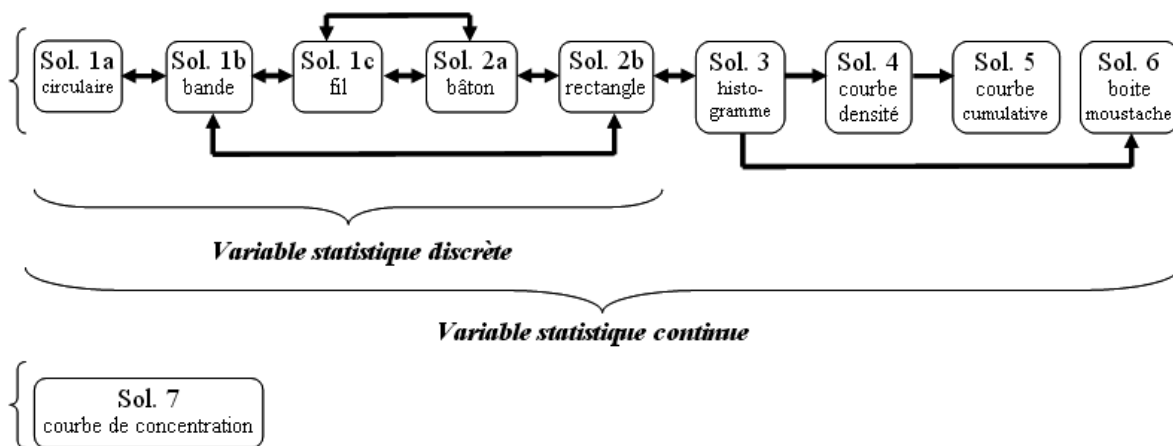 Sol. 1a
circulaire
Sol. 1b
bande
Sol. 1c
fil
Sol. 2a
bâton
Sol. 2b
rectangle
Sol. 3
histo-
gramme
Sol. 4
courbe
densité
Sol. 5
courbe
cumulative
Sol. 6
boite
moustache
Variable statistique discrète
Variable statistique continue
Sol. 7
courbe de concentration